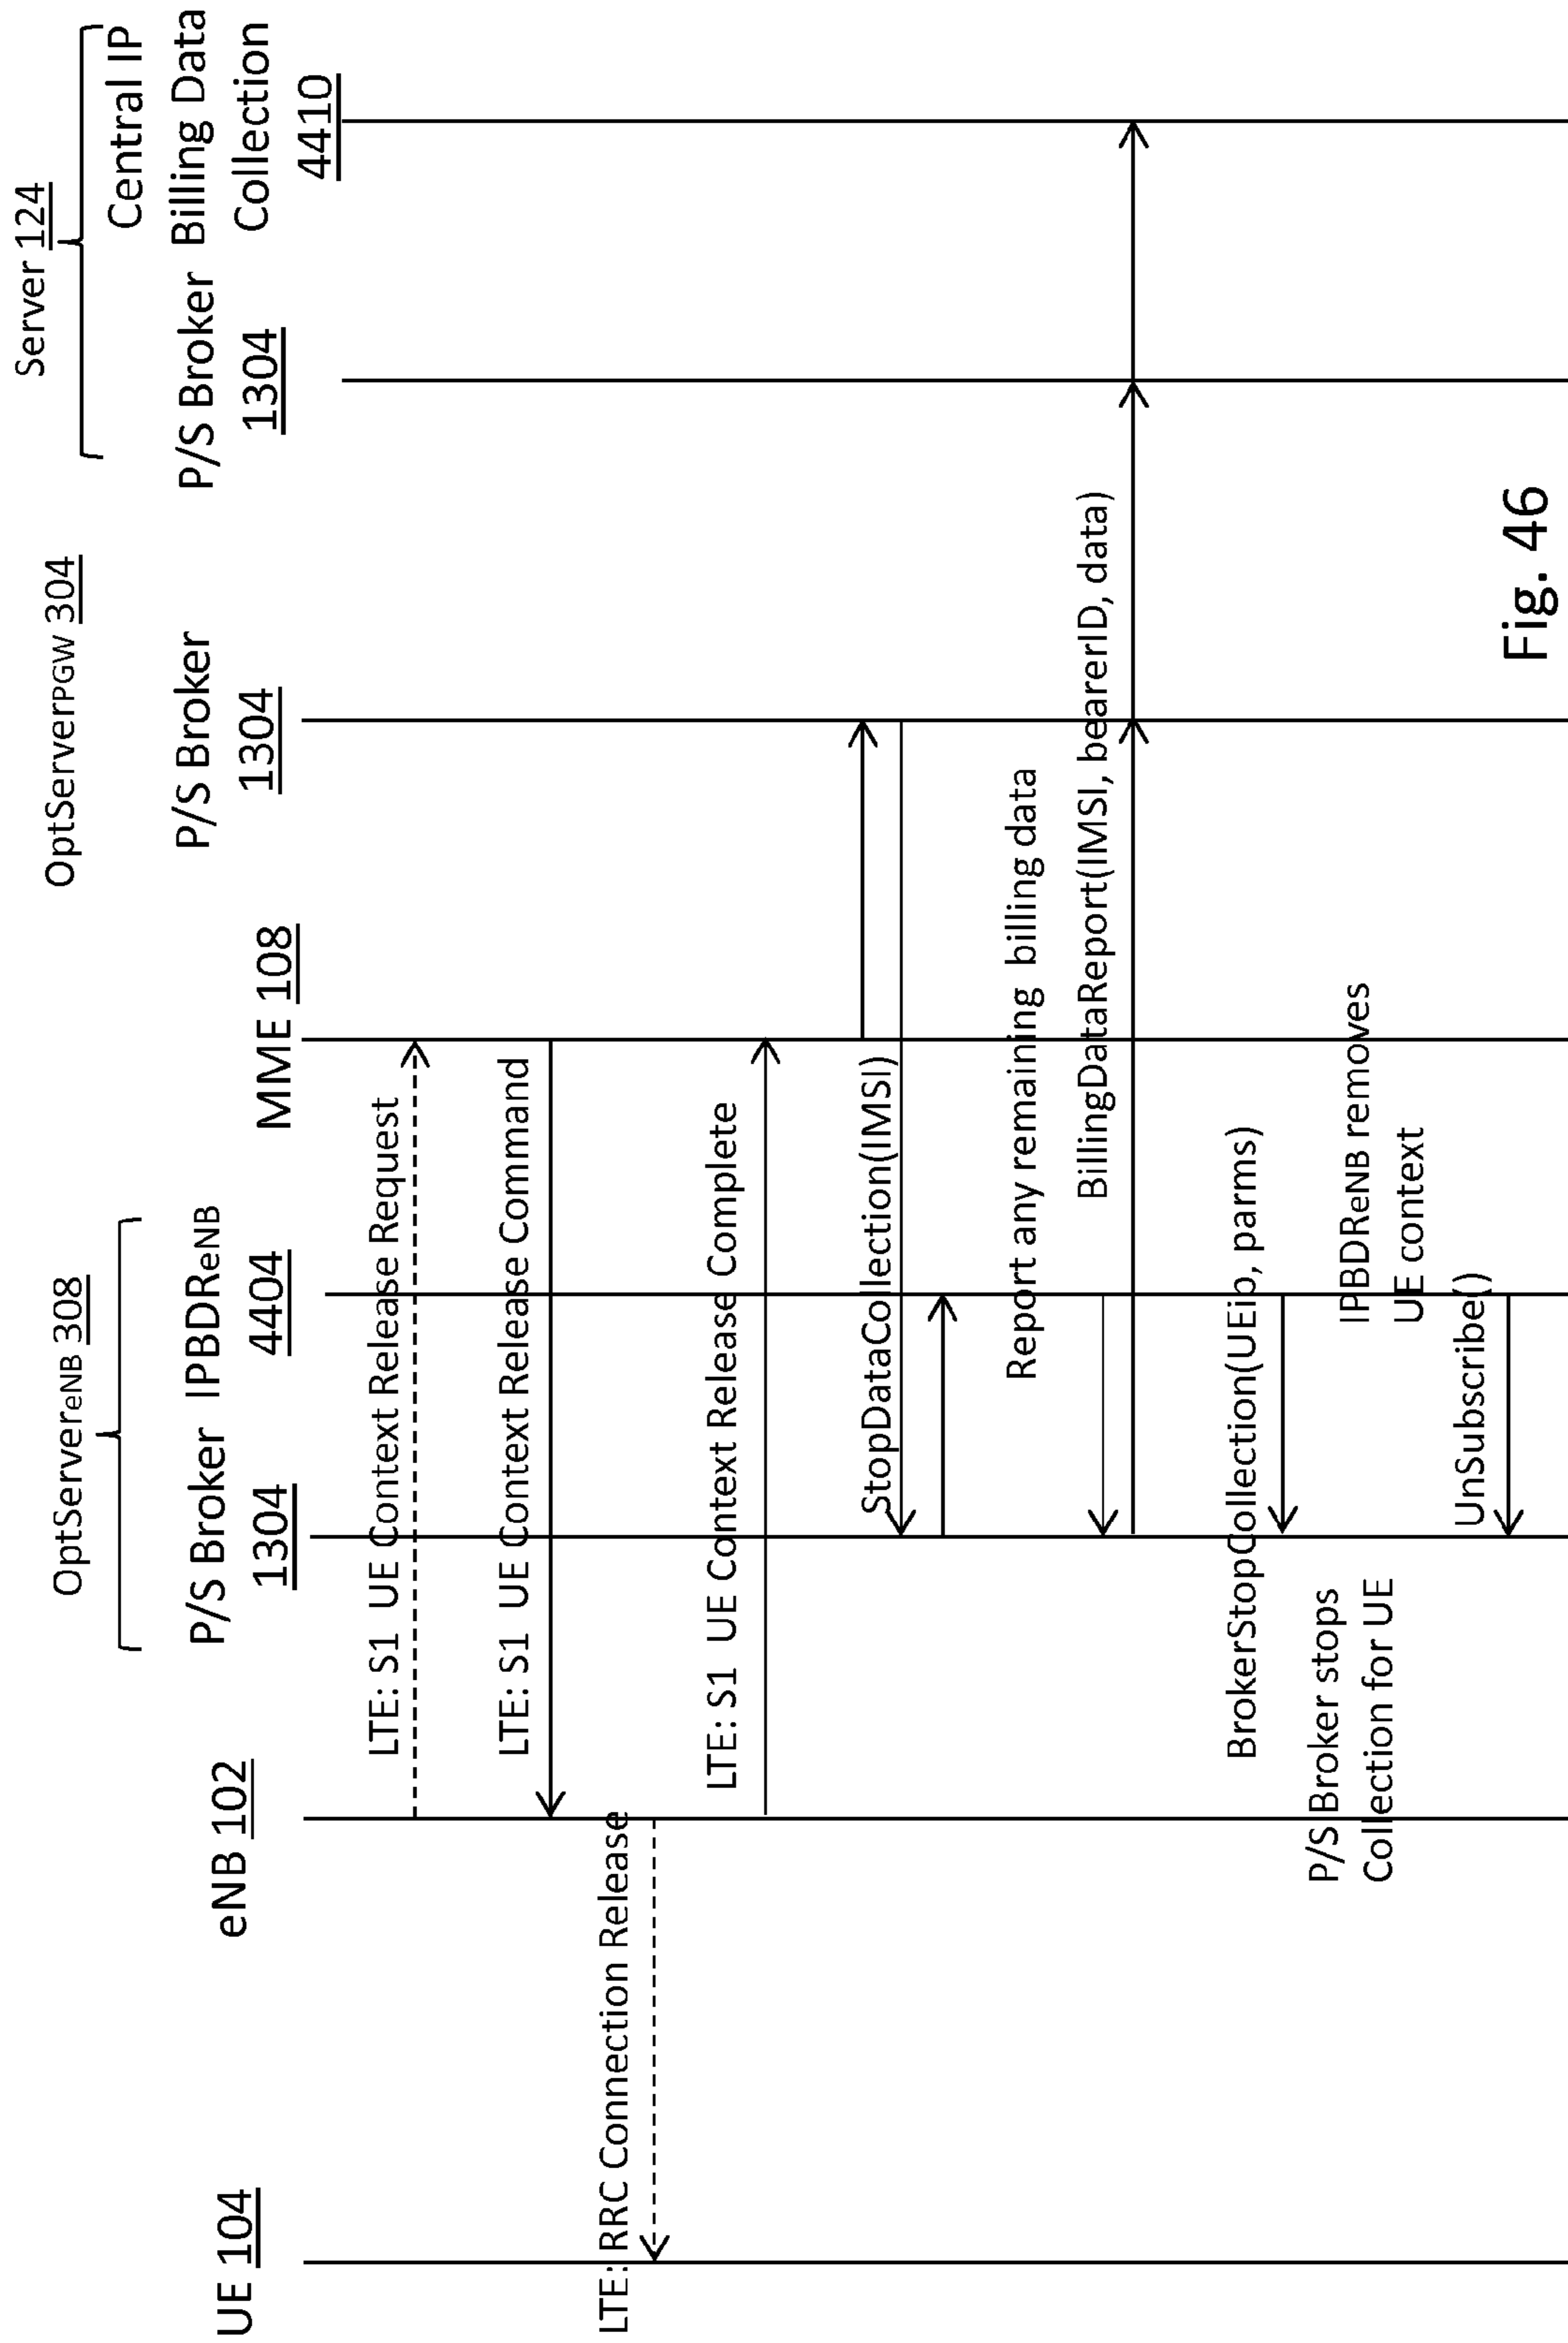 OptServereNB 308
OptServerPGW 304
Server 124
UE 104
eNB 102
P/S Broker
1304
IPBDReNB
4404
MME 108
P/S Broker
1304
P/S Broker
1304
Central IP
Billing Data
Collection
4410
LTE: S1 UE Context Release Request
LTE: S1 UE Context Release Command
LTE: RRC Connection Release
LTE: S1 UE Context Release Complete
StopDataCollection(IMSI)
Report any remaining billing data
BillingDataReport(IMSI, bearerID, data)
BrokerStopCollection(UEip, parms)
P/S Broker stops
Collection for UE
IPBDReNB removes
UE context
UnSubscribe()
Fig. 46